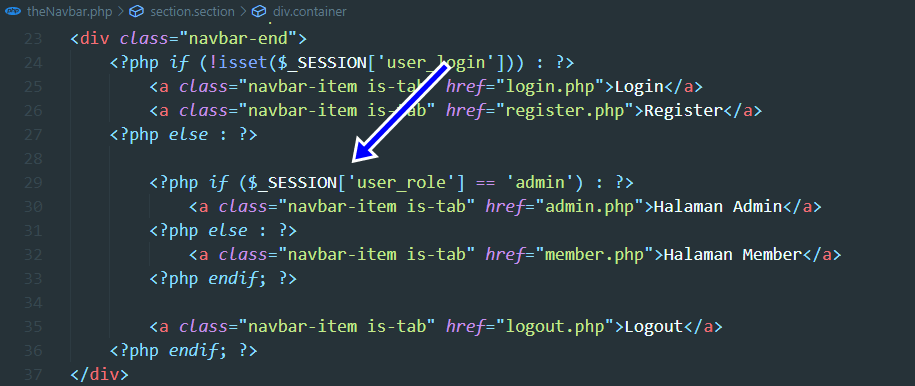 theNavbar.php > section.section > div.container
23 <div class="navbar-end">
24 <?php if (!isset($_SESSION['user_login'])) : ?>
25 <a class="navbar-item is-tab" href="login.php">Login</a>
26 <a class="navbar-item is-tab" href="register.php">Register</a>
27 <?php else : ?>
28
29 <?php if ($_SESSION['user_role'] == 'admin') : ?>
30 <a class="navbar-item is-tab" href="admin.php">Halaman Admin</a>
31 <?php else : ?>
32 <a class="navbar-item is-tab" href="member.php">Halaman Member</a>
33 <?php endif; ?>
34
35 <a class="navbar-item is-tab" href="logout.php">Logout</a>
36 <?php endif; ?>
37 </div>